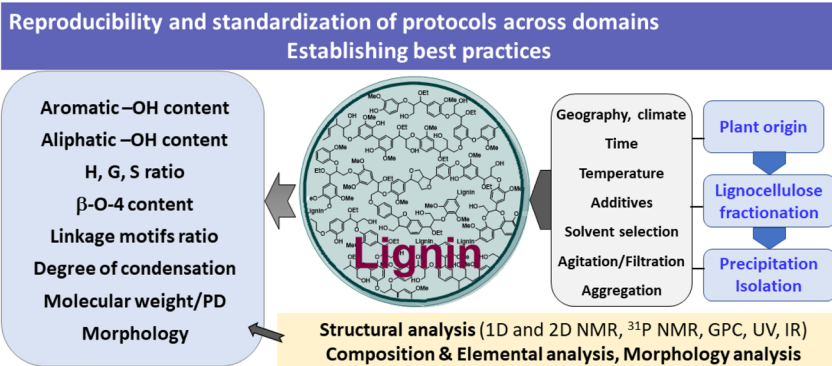 Reproducibility and standardization of protocols across domains
Establishing best practices
Aromatic –OH content
Aliphatic –OH content
H, G, S ratio
β-O-4 content
Linkage motifs ratio
Degree of condensation
Molecular weight/PD
Morphology
Lignin
Geography, climate
Time
Temperature
Additives
Solvent selection
Agitation/Filtration
Aggregation
Plant origin
Lignocellulose
fractionation
Precipitation
Isolation
Structural analysis (1D and 2D NMR, ³¹P NMR, GPC, UV, IR)
Composition & Elemental analysis, Morphology analysis